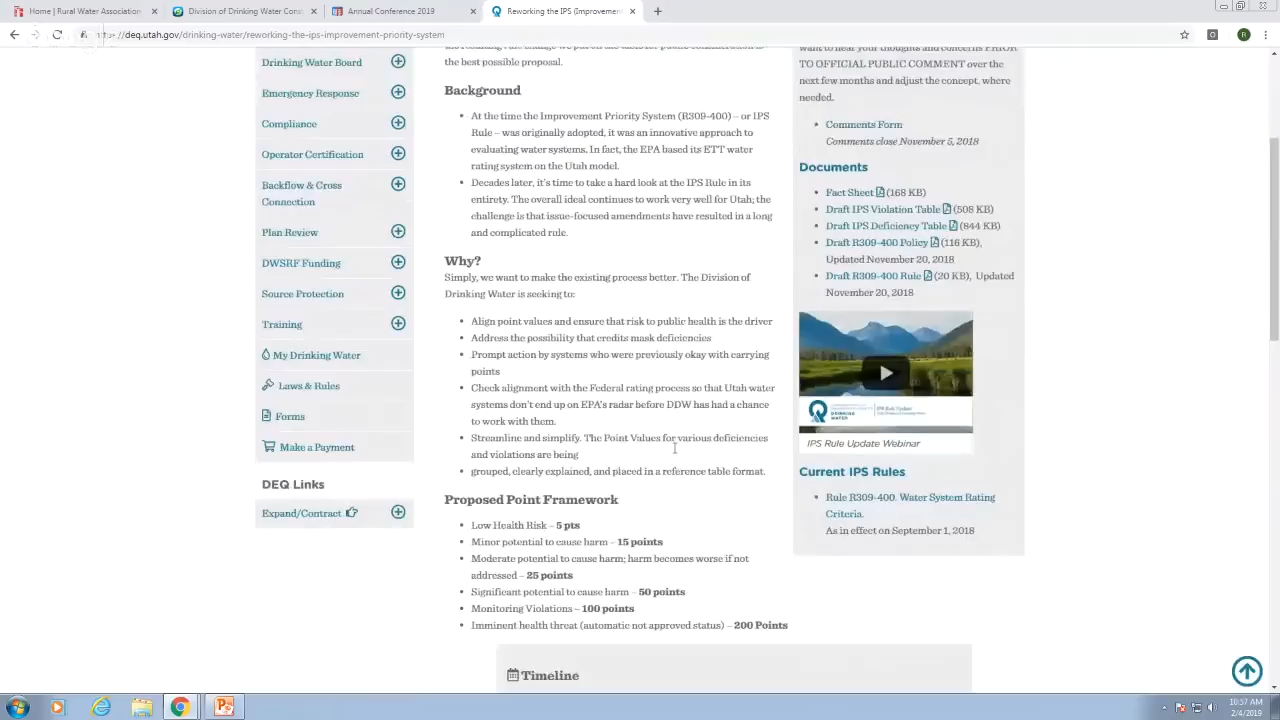 Home | Rural Water Association
Division of Drinking Water Cons
Annual Conference 2019
Reworking the IPS (Improvemen
https://deq.utah.gov/drinking-water/reworking-the-ips-improvement-priority-system
R
Drinking Water Board
Emergency Response
Compliance
Operator Certification
Backflow & Cross
Connection
Plan Review
DWSRF Funding
Source Protection
Training
My Drinking Water
Laws & Rules
Forms
Make a Payment
DEQ Links
Expand/Contract
the best possible proposal.
Background
At the time the Improvement Priority System (R309-400) – or IPS
Rule – was originally adopted, it was an innovative approach to
evaluating water systems. In fact, the EPA based its ETT water
rating system on the Utah model.
Decades later, it's time to take a hard look at the IPS Rule in its
entirety. The overall ideal continues to work very well for Utah; the
challenge is that issue-focused amendments have resulted in a long
and complicated rule.
Why?
Simply, we want to make the existing process better. The Division of
Drinking Water is seeking to:
Align point values and ensure that risk to public health is the driver
Address the possibility that credits mask deficiencies
Prompt action by systems who were previously okay with carrying
points
Check alignment with the Federal rating process so that Utah water
systems don't end up on EPA's radar before DDW has had a chance
to work with them.
Streamline and simplify. The Point Values for various deficiencies
and violations are being
grouped, clearly explained, and placed in a reference table format.
Proposed Point Framework
Low Health Risk – 5 pts
Minor potential to cause harm – 15 points
Moderate potential to cause harm; harm becomes worse if not
addressed – 25 points
Significant potential to cause harm – 50 points
Monitoring Violations – 100 points
Imminent health threat (automatic not approved status) – 200 Points
Timeline
want to hear your thoughts and concerns PRIOR
TO OFFICIAL PUBLIC COMMENT over the
next few months and adjust the concept, where
needed.
Comments Form
Comments close November 5, 2018
Documents
Fact Sheet (168 KB)
Draft IPS Violation Table (508 KB)
Draft IPS Deficiency Table (844 KB)
Draft R309-400 Policy (116 KB),
Updated November 20, 2018
Draft R309-400 Rule (20 KB), Updated
November 20, 2018
DRINKING
WATER
IPS Rule Update
IPS Rule Update Webinar
Current IPS Rules
Rule R309-400. Water System Rating
Criteria.
As in effect on September 1, 2018
10:57 AM
2/4/2019